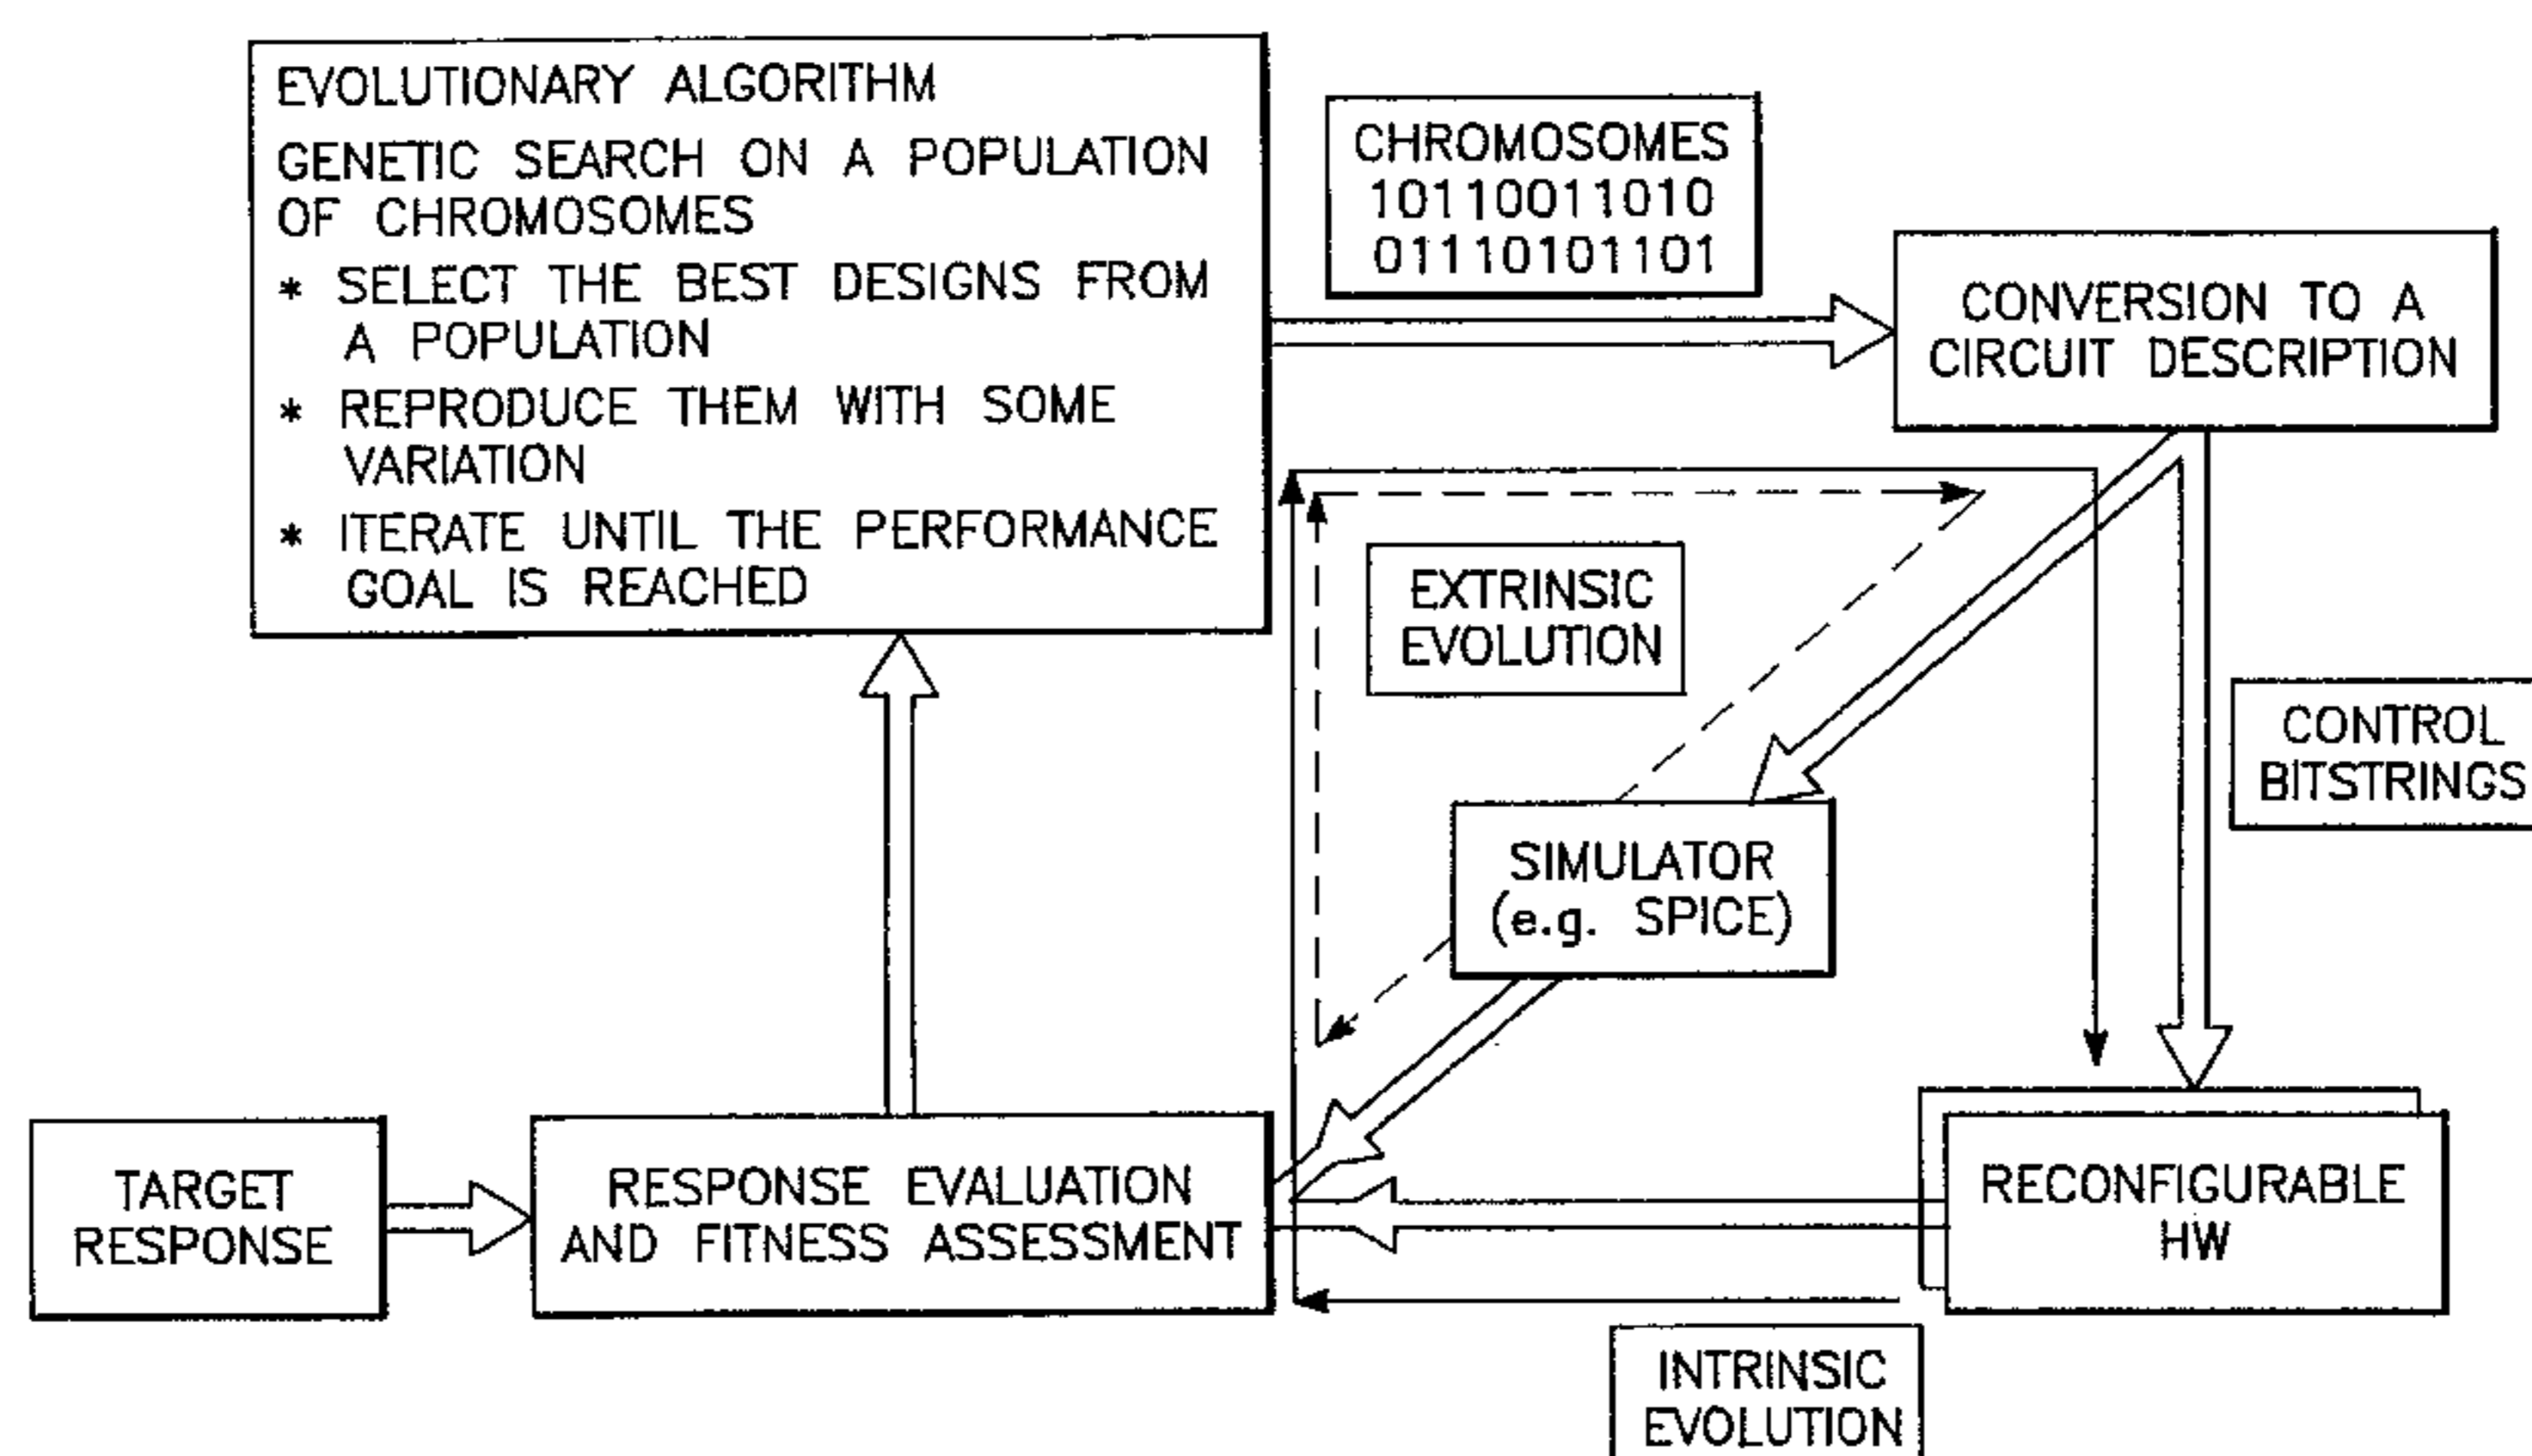 EVOLUTIONARY ALGORITHM
GENETIC SEARCH ON A POPULATION
OF CHROMOSOMES
* SELECT THE BEST DESIGNS FROM
A POPULATION
* REPRODUCE THEM WITH SOME
VARIATION
* ITERATE UNTIL THE PERFORMANCE
GOAL IS REACHED
CHROMOSOMES
10110011010
01110101101
CONVERSION TO A
CIRCUIT DESCRIPTION
EXTRINSIC
EVOLUTION
CONTROL
BITSTRINGS
SIMULATOR
(e.g. SPICE)
TARGET
RESPONSE
RESPONSE EVALUATION
AND FITNESS ASSESSMENT
RECONFIGURABLE
HW
INTRINSIC
EVOLUTION